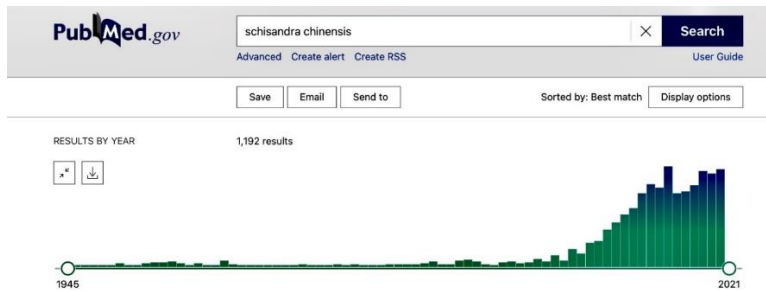 PubMed.gov
schisandra chinensis
Search
Advanced Create alert Create RSS
User Guide
Save Email Send to
Sorted by: Best match Display options
RESULTS BY YEAR
1,192 results
1945
2021